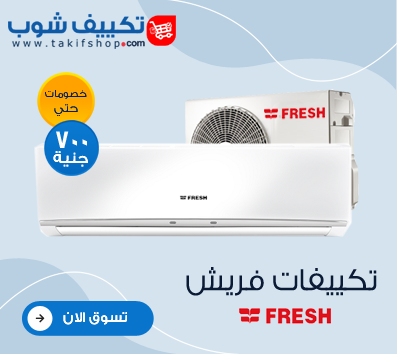 تكييف شوب
www.takifshop.com
خصومات
حتي
٧٠٠
جنية
FRESH
FRESH
تكييفات فريش
FRESH
تسوق الان